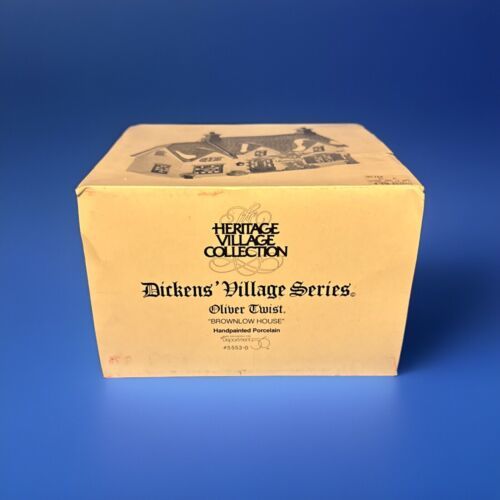 The
HERITAGE
VILLAGE
COLLECTION
Dickens' Village Series©
Oliver Twist.
"BROWNLOW HOUSE"
Handpainted Porcelain
Department 56
#5553-0